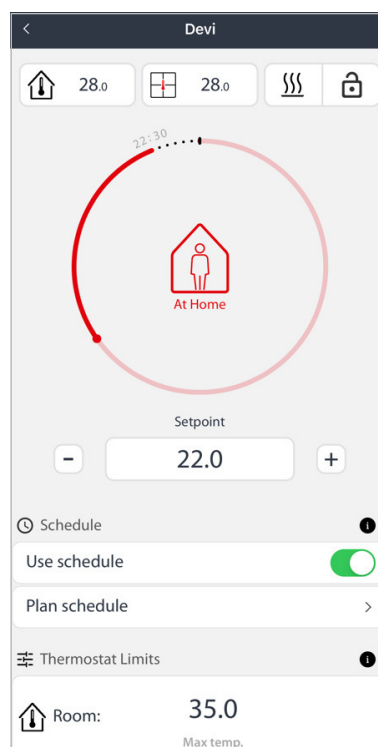 Devi
28.0 28.0
22:30
At Home
Setpoint
- 22.0 +
Schedule i
Use schedule
Plan schedule >
Thermostat Limits i
Room: 35.0
Max temp.